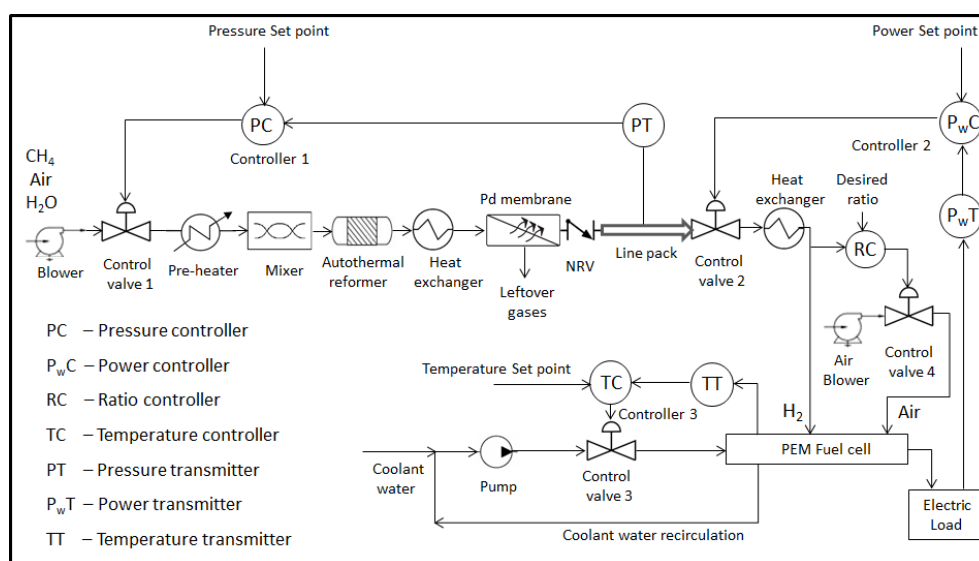 Pressure Set point
Power Set point
PC
PT
P_wC
Controller 1
Controller 2
CH₄
Air
H₂O
Heat
exchanger
Desired
ratio
Pd membrane
P_wT
RC
Blower
Control
valve 1
Pre-heater
Mixer
Autothermal
reformer
Heat
exchanger
NRV
Line pack
Control
valve 2
Leftover
gases
Air
Blower
Control
valve 4
PC – Pressure controller
P_wC – Power controller
RC – Ratio controller
TC – Temperature controller
PT – Pressure transmitter
P_wT – Power transmitter
TT – Temperature transmitter
Temperature Set point
TC
TT
Controller 3
H₂
Air
Coolant
water
Pump
Control
valve 3
PEM Fuel cell
Electric
Load
Coolant water recirculation